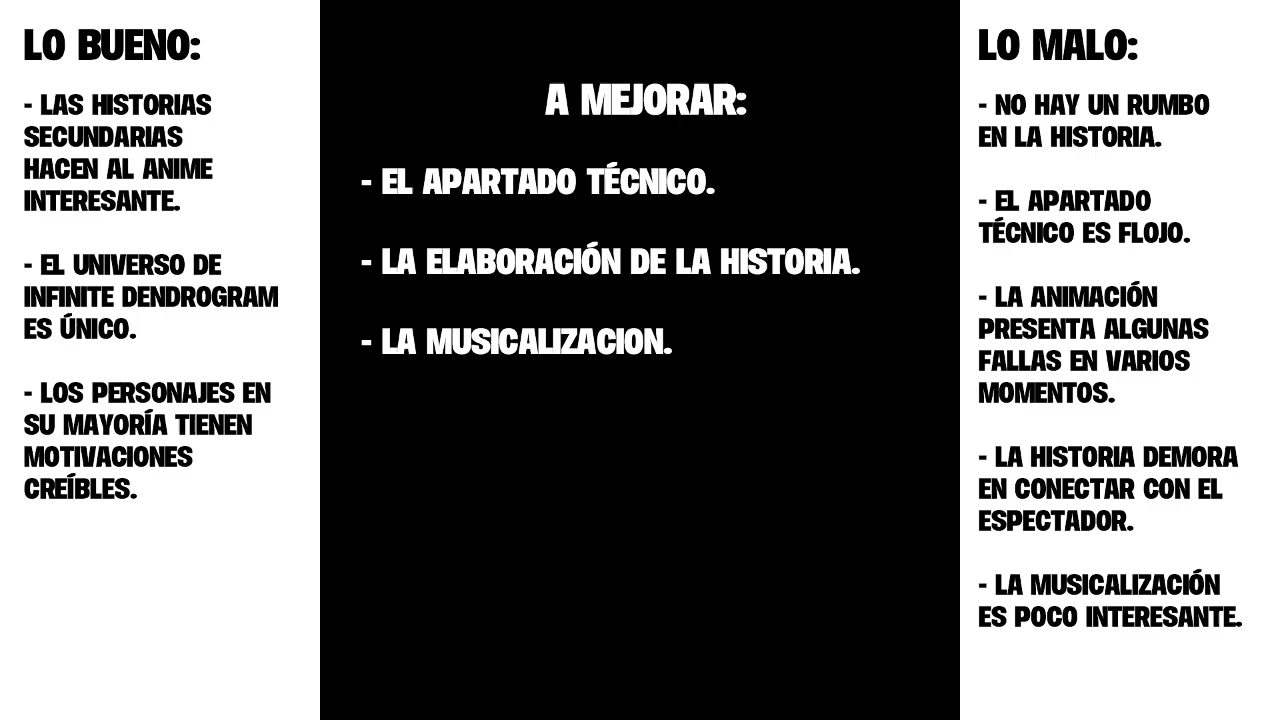 LO BUENO:
- LAS HISTORIAS
SECUNDARIAS
HACEN AL ANIME
INTERESANTE.
- EL UNIVERSO DE
INFINITE DENDROGRAM
ES ÚNICO.
- LOS PERSONAJES EN
SU MAYORÍA TIENEN
MOTIVACIONES
CREÍBLES.
A MEJORAR:
- EL APARTADO TÉCNICO.
- LA ELABORACIÓN DE LA HISTORIA.
- LA MUSICALIZACION.
LO MALO:
- NO HAY UN RUMBO
EN LA HISTORIA.
- EL APARTADO
TÉCNICO ES FLOJO.
- LA ANIMACIÓN
PRESENTA ALGUNAS
FALLAS EN VARIOS
MOMENTOS.
- LA HISTORIA DEMORA
EN CONECTAR CON EL
ESPECTADOR.
- LA MUSICALIZACIÓN
ES POCO INTERESANTE.